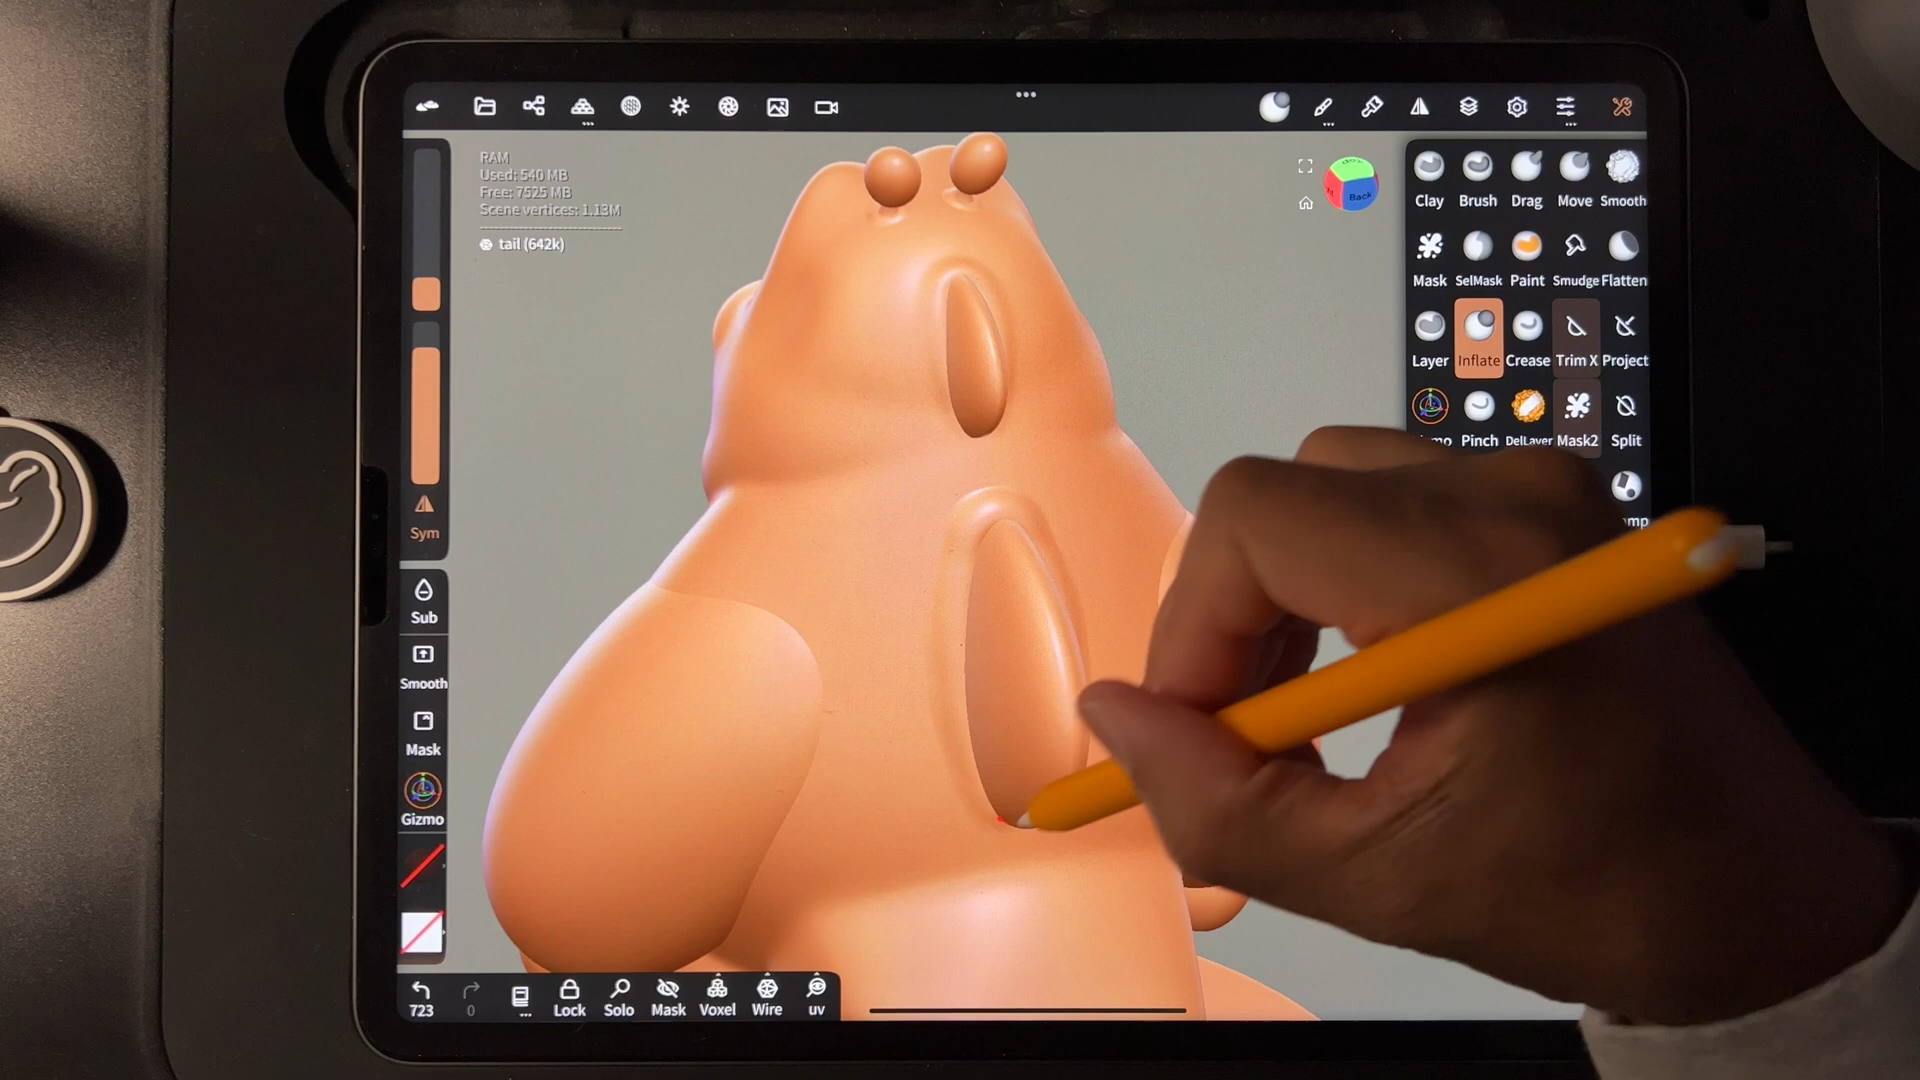 RAM
Used: 540 MB
Free: 7525 MB
Scene vertices: 1.13M
tail (642k)
Back
Clay Brush Drag Move Smooth
Mask SelMask Paint Smudge Flatten
Layer Inflate Crease Trim X Project
Pinch DelLayer Mask2 Split
Sym
Sub
Smooth
Mask
Gizmo
723 0 Lock Solo Mask Voxel Wire uv